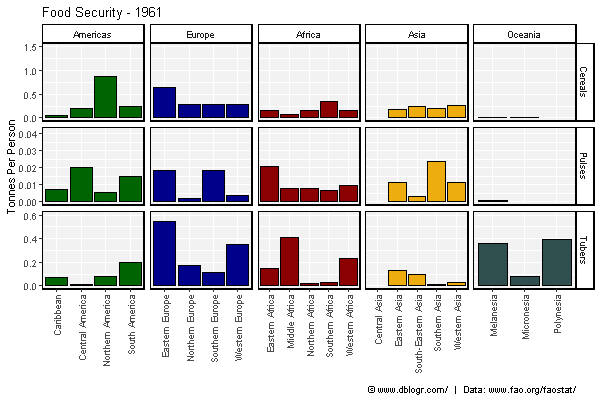 Food Security - 1961
Americas Europe Africa Asia Oceania
Tonnes Per Person
1.5
1.0
0.5
0.0
Cereals
0.04
0.03
0.02
0.01
0.00
Pulses
0.6
0.4
0.2
0.0
Tubers
Caribbean
Central America
Northern America
South America
Eastern Europe
Northern Europe
Southern Europe
Western Europe
Eastern Africa
Middle Africa
Northern Africa
Southern Africa
Western Africa
Central Asia
Eastern Asia
South-Eastern Asia
Southern Asia
Western Asia
Melanesia
Micronesia
Polynesia
© www.dblogr.com/ | Data: www.fao.org/faostat/